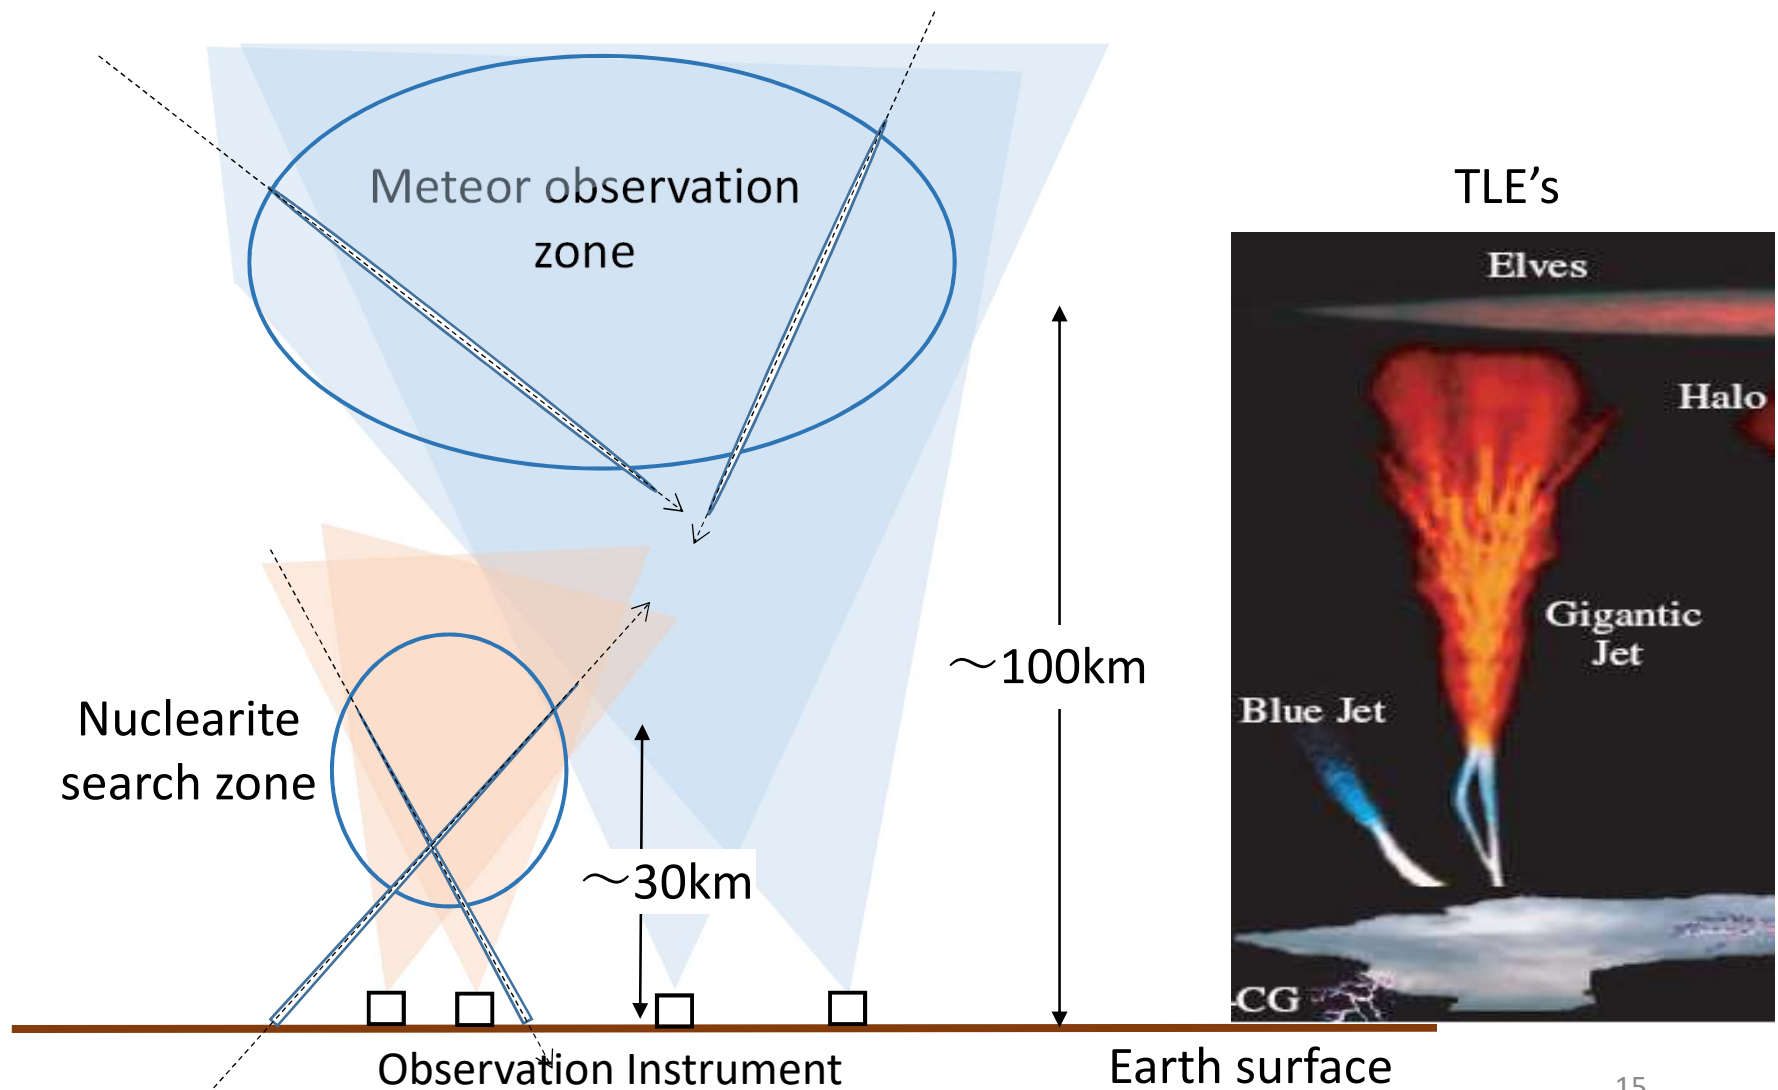 Meteor observation
zone
TLE’s
Elves
Halo
Gigantic
Jet
Blue Jet
～100km
Nuclearite
search zone
～30km
-CG
Observation Instrument
Earth surface
15